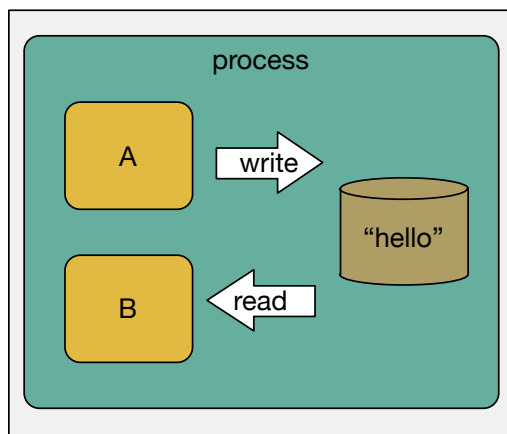 process
A
write
“hello”
B
read